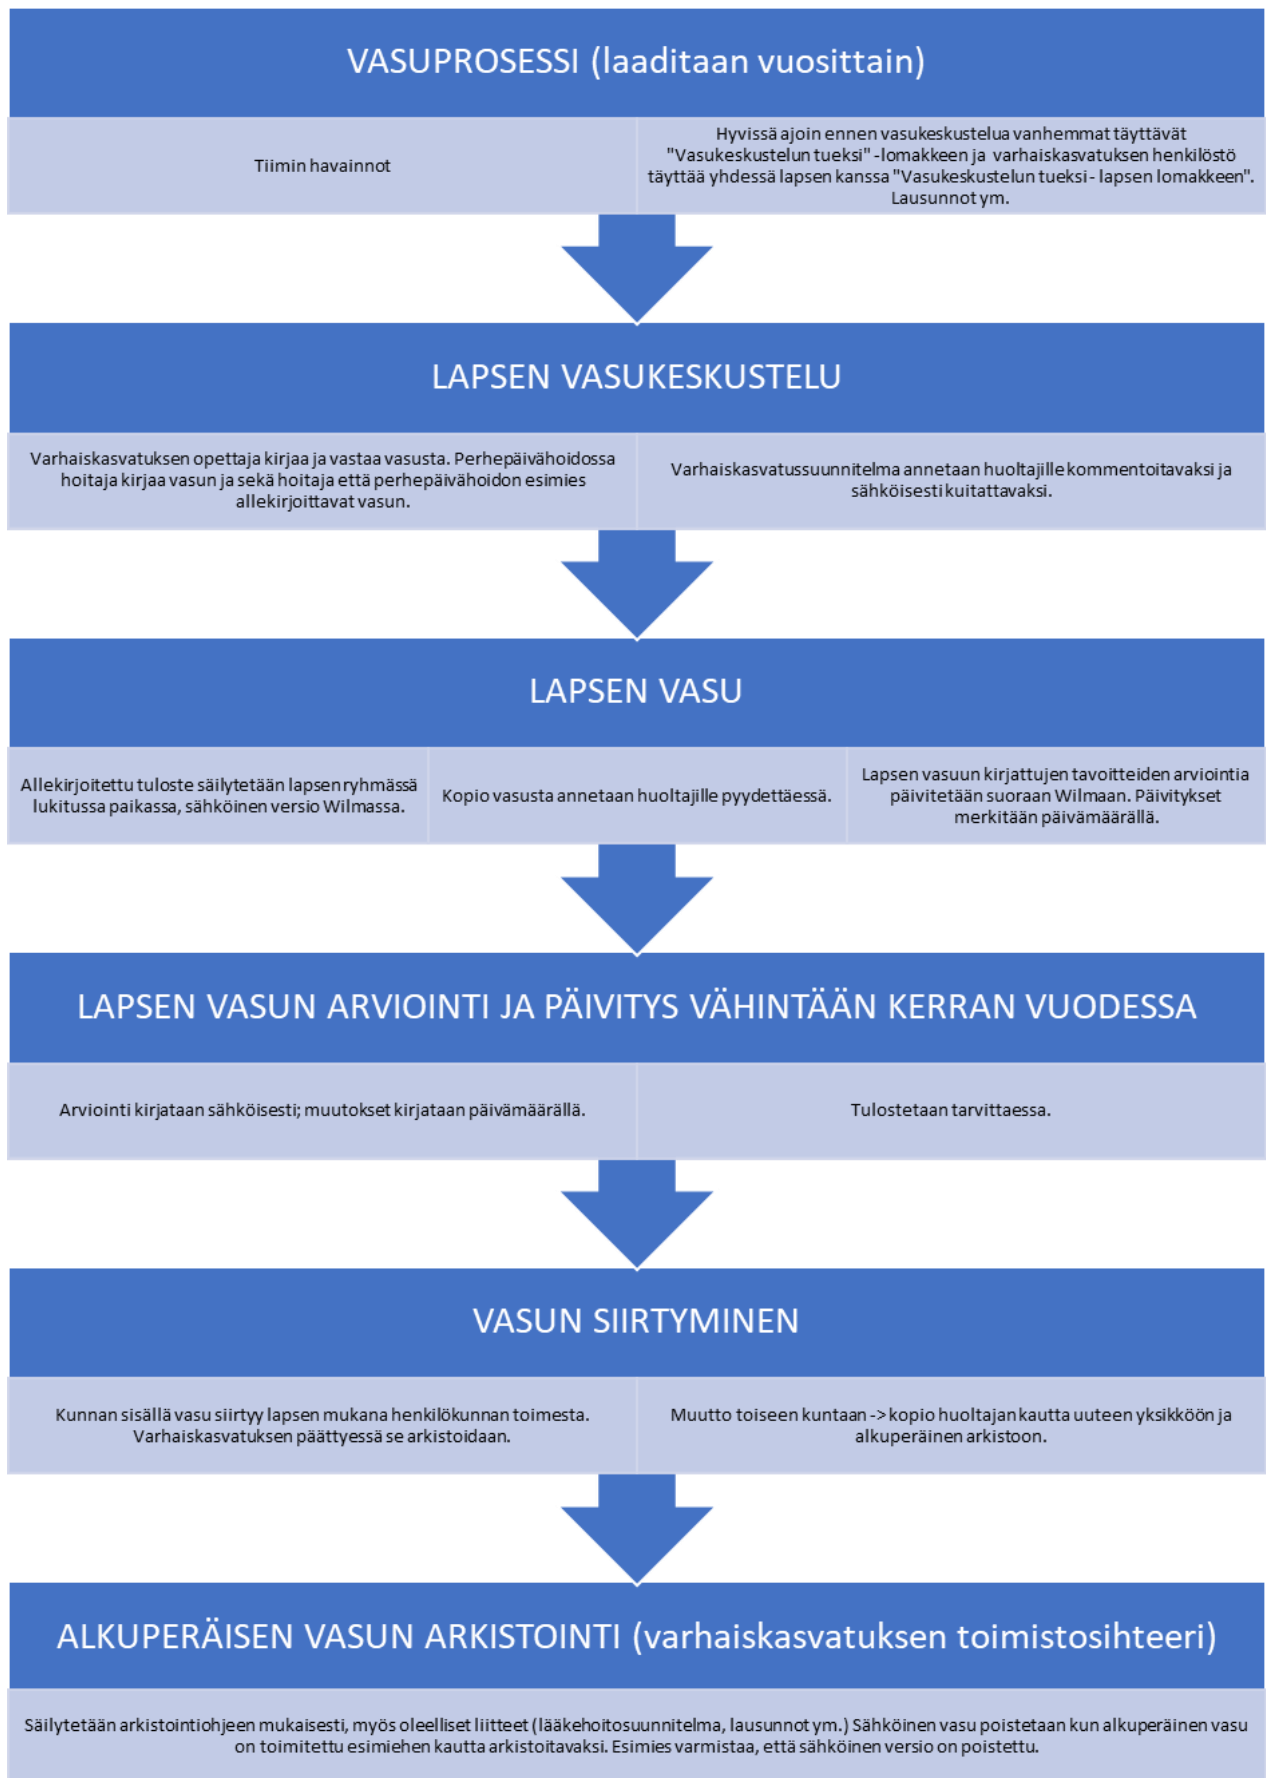 VASUPROSESSI (laaditaan vuosittain)
Tiimin havainnot
Hyvissä ajoin ennen vasukeskustelua vanhemmat täyttävät
"Vasukeskustelun tueksi" -lomakkeen ja varhaiskasvatuksen henkilöstö
täyttää yhdessä lapsen kanssa "Vasukeskustelun tueksi - lapsen lomakkeen".
Lausunnot ym.
LAPSEN VASUKESKUSTELU
Varhaiskasvatuksen opettaja kirjaa ja vastaa vasusta. Perhepäivähoidossa
hoitaja kirjaa vasun ja sekä hoitaja että perhepäivähoidon esimies
allekirjoittavat vasun.
Varhaiskasvatussuunnitelma annetaan huoltajille kommentoitavaksi ja
sähköisesti kuitattavaksi.
LAPSEN VASU
Allekirjoitettu tuloste säilytetään lapsen ryhmässä
lukitussa paikassa, sähköinen versio Wilmassa.
Kopio vasusta annetaan huoltajille pyydettäessä.
Lapsen vasuun kirjattujen tavoitteiden arviointia
päivitetään suoraan Wilmaan. Päivitykset
merkitään päivämäärällä.
LAPSEN VASUN ARVIOINTI JA PÄIVITYS VÄHINTÄÄN KERRAN VUODESSA
Arviointi kirjataan sähköisesti; muutokset kirjataan päivämäärällä.
Tulostetaan tarvittaessa.
VASUN SIIRTYMINEN
Kunnan sisällä vasu siirtyy lapsen mukana henkilökunnan toimesta.
Varhaiskasvatuksen päättyessä se arkistoidaan.
Muutto toiseen kuntaan -> kopio huoltajan kautta uuteen yksikköön ja
alkuperäinen arkistoon.
ALKUPERÄISEN VASUN ARKISTOINTI (varhaiskasvatuksen toimistosihteeri)
Säilytetään arkistointiohjeen mukaisesti, myös oleelliset liitteet (lääkehoitosuunnitelma, lausunnot ym.) Sähköinen vasu poistetaan kun alkuperäinen vasu
on toimitettu esimiehen kautta arkistoitavaksi. Esimies varmistaa, että sähköinen versio on poistettu.